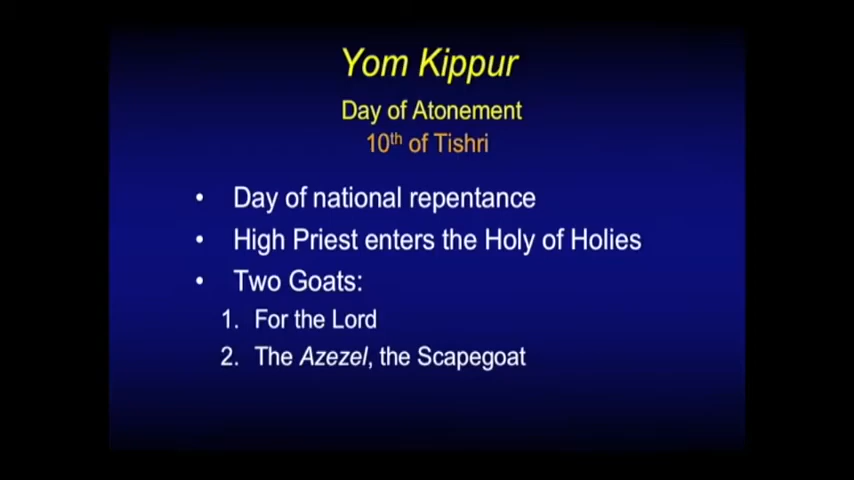 Yom Kippur
Day of Atonement
10th of Tishri
• Day of national repentance
• High Priest enters the Holy of Holies
• Two Goats:
1. For the Lord
2. The Azezel, the Scapegoat